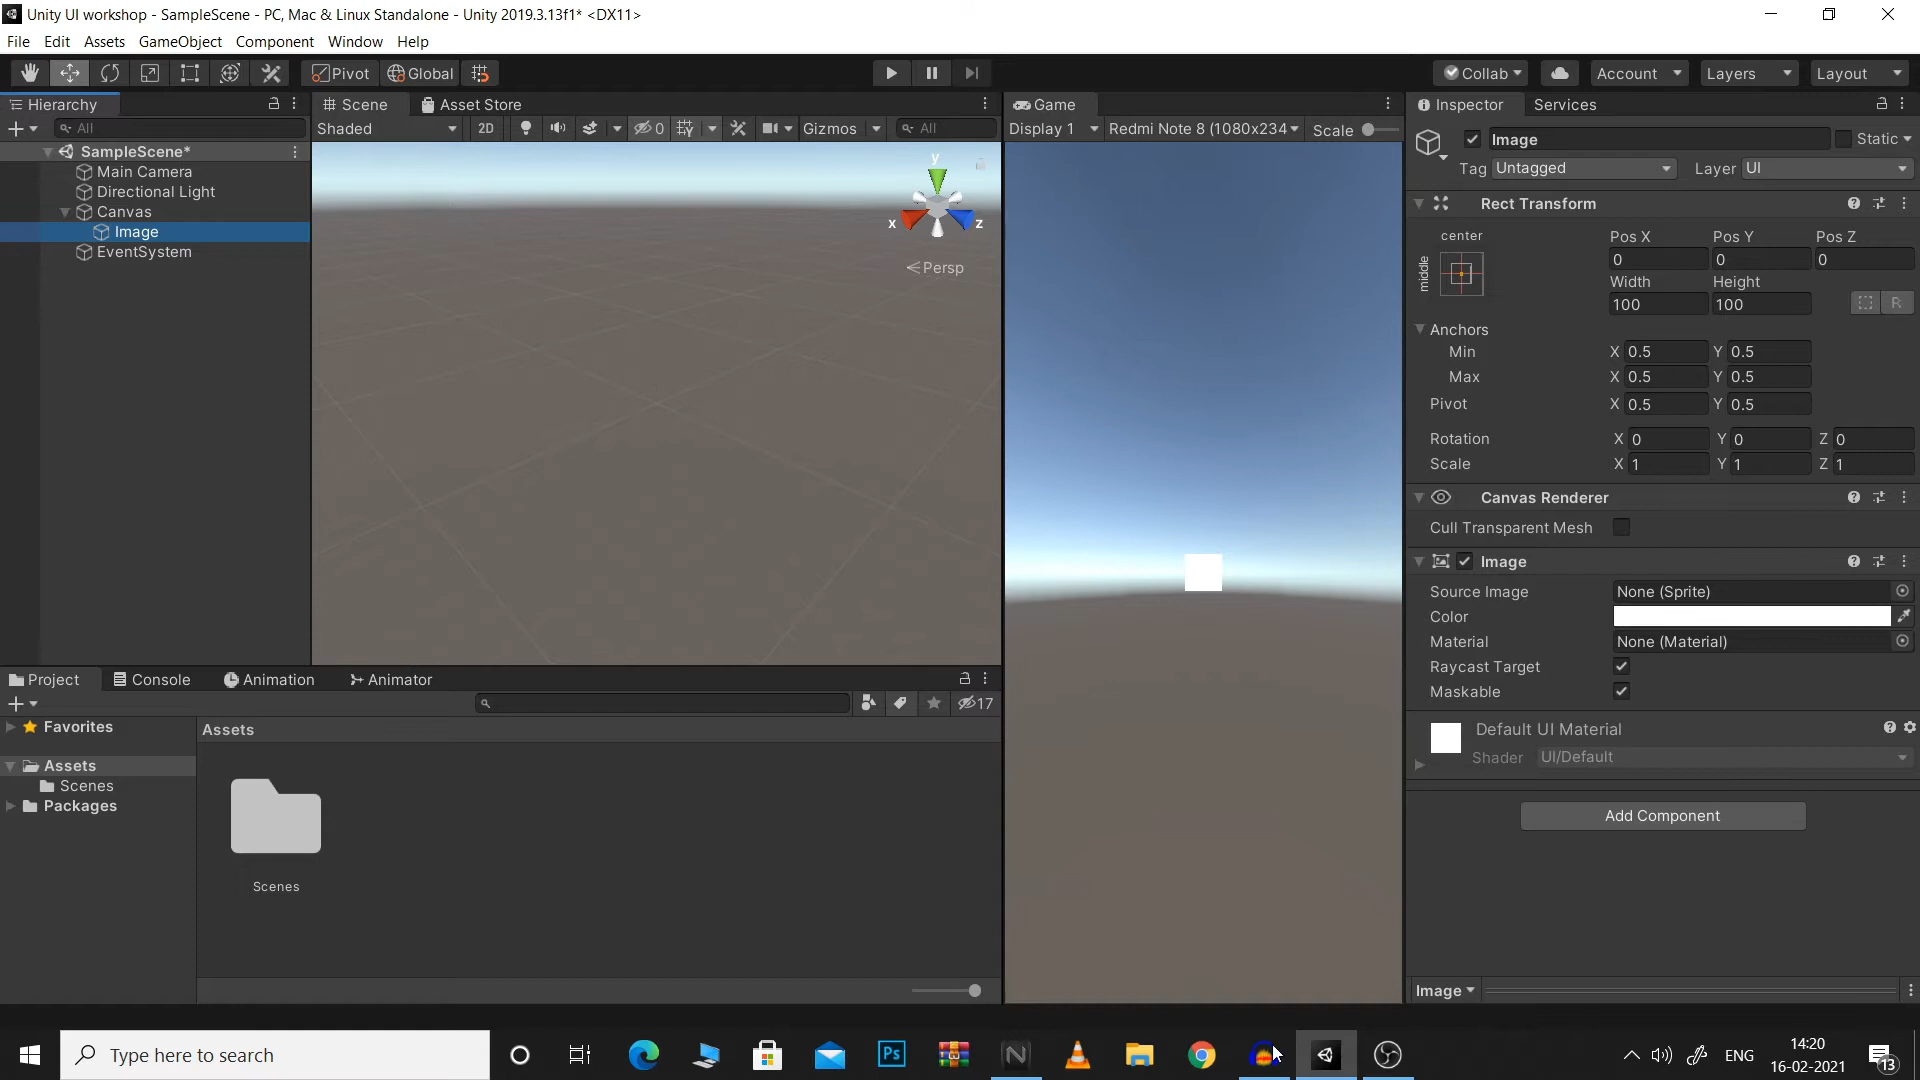 Unity UI workshop - SampleScene - PC, Mac & Linux Standalone - Unity 2019.3.13f1* <DX11>
File Edit Assets GameObject Component Window Help
Pivot Global Collab Account Layers Layout
Hierarchy Scene Asset Store Game Inspector Services
All Shaded 2D 0 Gizmos All Display 1 Redmi Note 8 (1080x234 Scale
SampleScene*
Main Camera
Directional Light
Canvas
Image
EventSystem
y
x z
Persp
Image Static
Tag Untagged Layer UI
Rect Transform
center Pos X Pos Y Pos Z
middle 0 0 0
Width Height
100 100 R
Anchors
Min X 0.5 Y 0.5
Max X 0.5 Y 0.5
Pivot X 0.5 Y 0.5
Rotation X 0 Y 0 Z 0
Scale X 1 Y 1 Z 1
Canvas Renderer
Cull Transparent Mesh
Image
Source Image None (Sprite)
Color
Material None (Material)
Raycast Target
Maskable
Default UI Material
Shader UI/Default
Add Component
Image
Project Console Animation Animator
17
Favorites
Assets
Scenes
Packages
Assets
Scenes
Type here to search Ps N ENG 14:20
16-02-2021 13